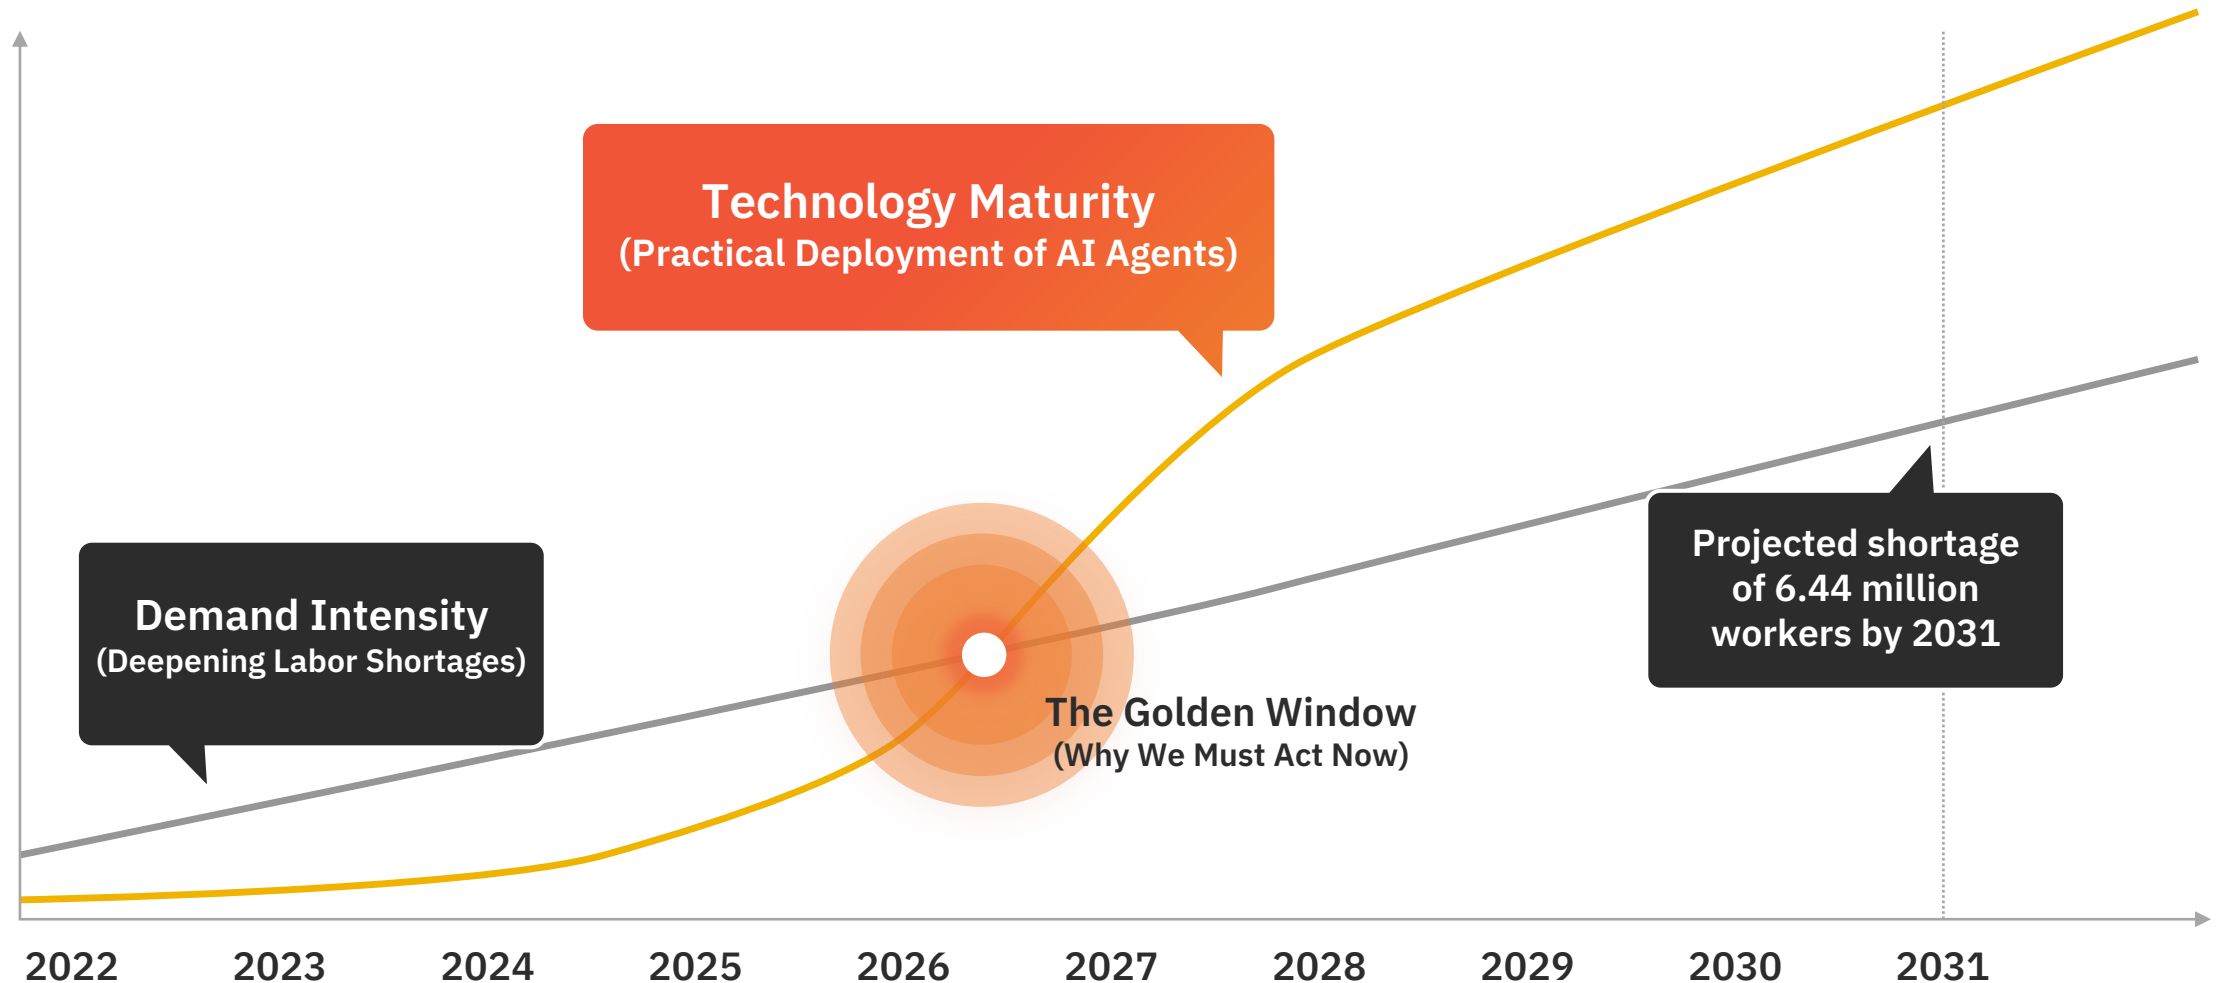 Technology Maturity
(Practical Deployment of AI Agents)
Demand Intensity
(Deepening Labor Shortages)
Projected shortage
of 6.44 million
workers by 2031
The Golden Window
(Why We Must Act Now)
2022 2023 2024 2025 2026 2027 2028 2029 2030 2031